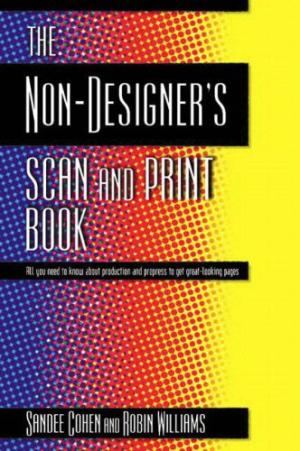 THE
NON-DESIGNER'S
SCAN AND PRINT
BOOK
All you need to know about production and prepress to get great-looking pages
SANDEE COHEN AND ROBIN WILLIAMS